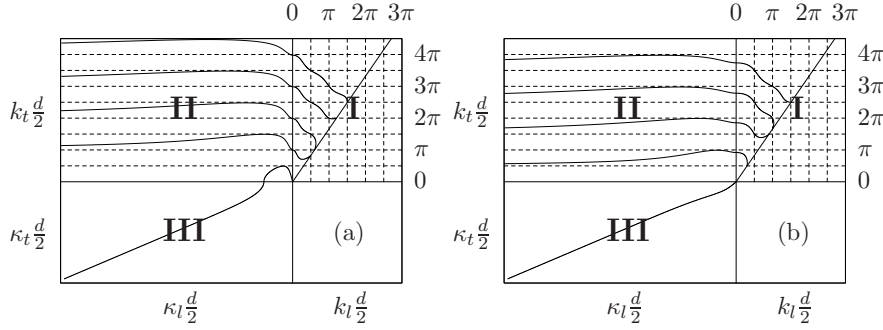 0 π 2π 3π
II
I
III
(a)
k_t d/2
κ_t d/2
4π
3π
2π
π
0
κ_l d/2
k_l d/2
0 π 2π 3π
II
I
III
(b)
k_t d/2
κ_t d/2
4π
3π
2π
π
0
κ_l d/2
k_l d/2